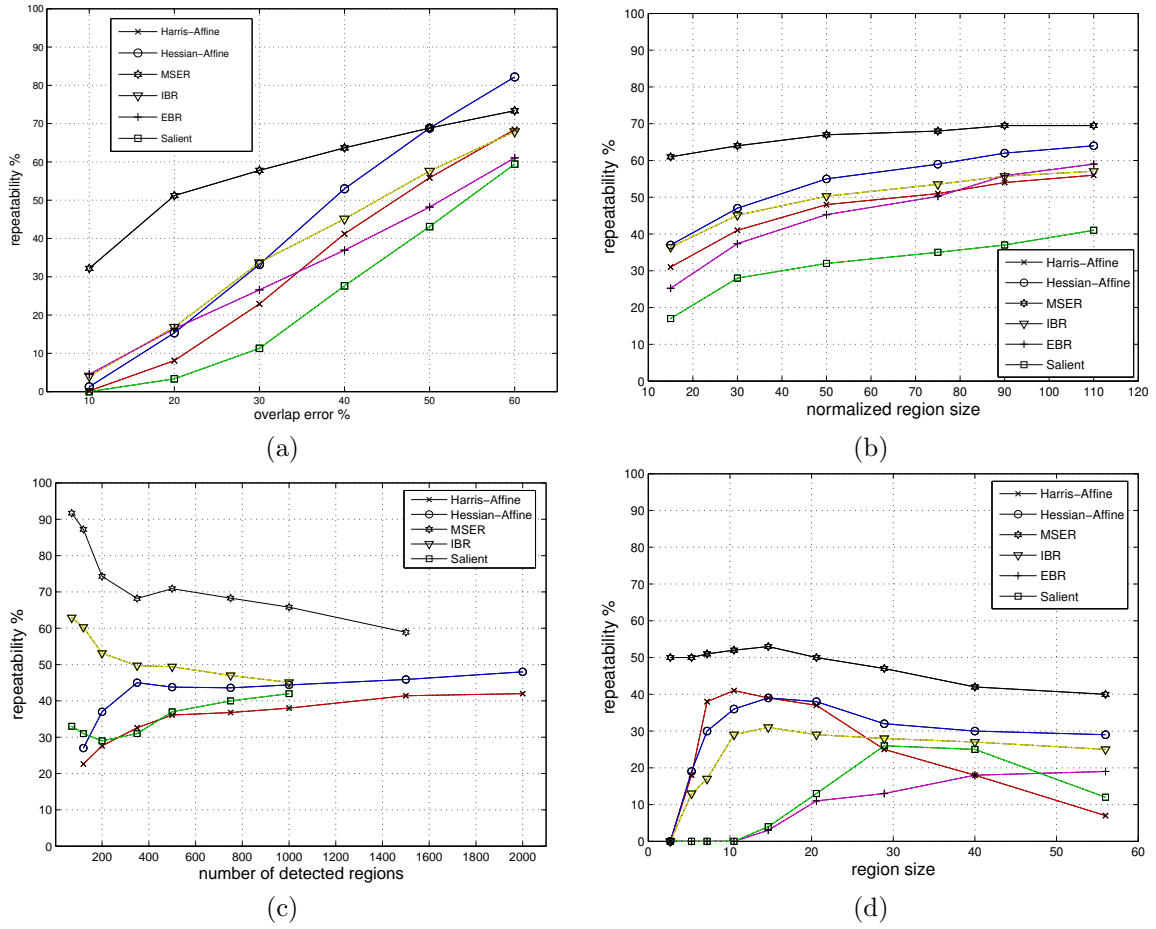 100
90
80
70
60
50
40
30
20
10
0
repeatability %
Harris−Affine
Hessian−Affine
MSER
IBR
EBR
Salient
10 20 30 40 50 60
overlap error %
(a)
100
90
80
70
60
50
40
30
20
10
0
repeatability %
Harris−Affine
Hessian−Affine
MSER
IBR
EBR
Salient
10 20 30 40 50 60 70 80 90 100 110 120
normalized region size
(b)
100
90
80
70
60
50
40
30
20
10
0
repeatability %
Harris−Affine
Hessian−Affine
MSER
IBR
Salient
200 400 600 800 1000 1200 1400 1600 1800 2000
number of detected regions
(c)
100
90
80
70
60
50
40
30
20
10
0
repeatability %
Harris−Affine
Hessian−Affine
MSER
IBR
EBR
Salient
0 10 20 30 40 50 60
region size
(d)